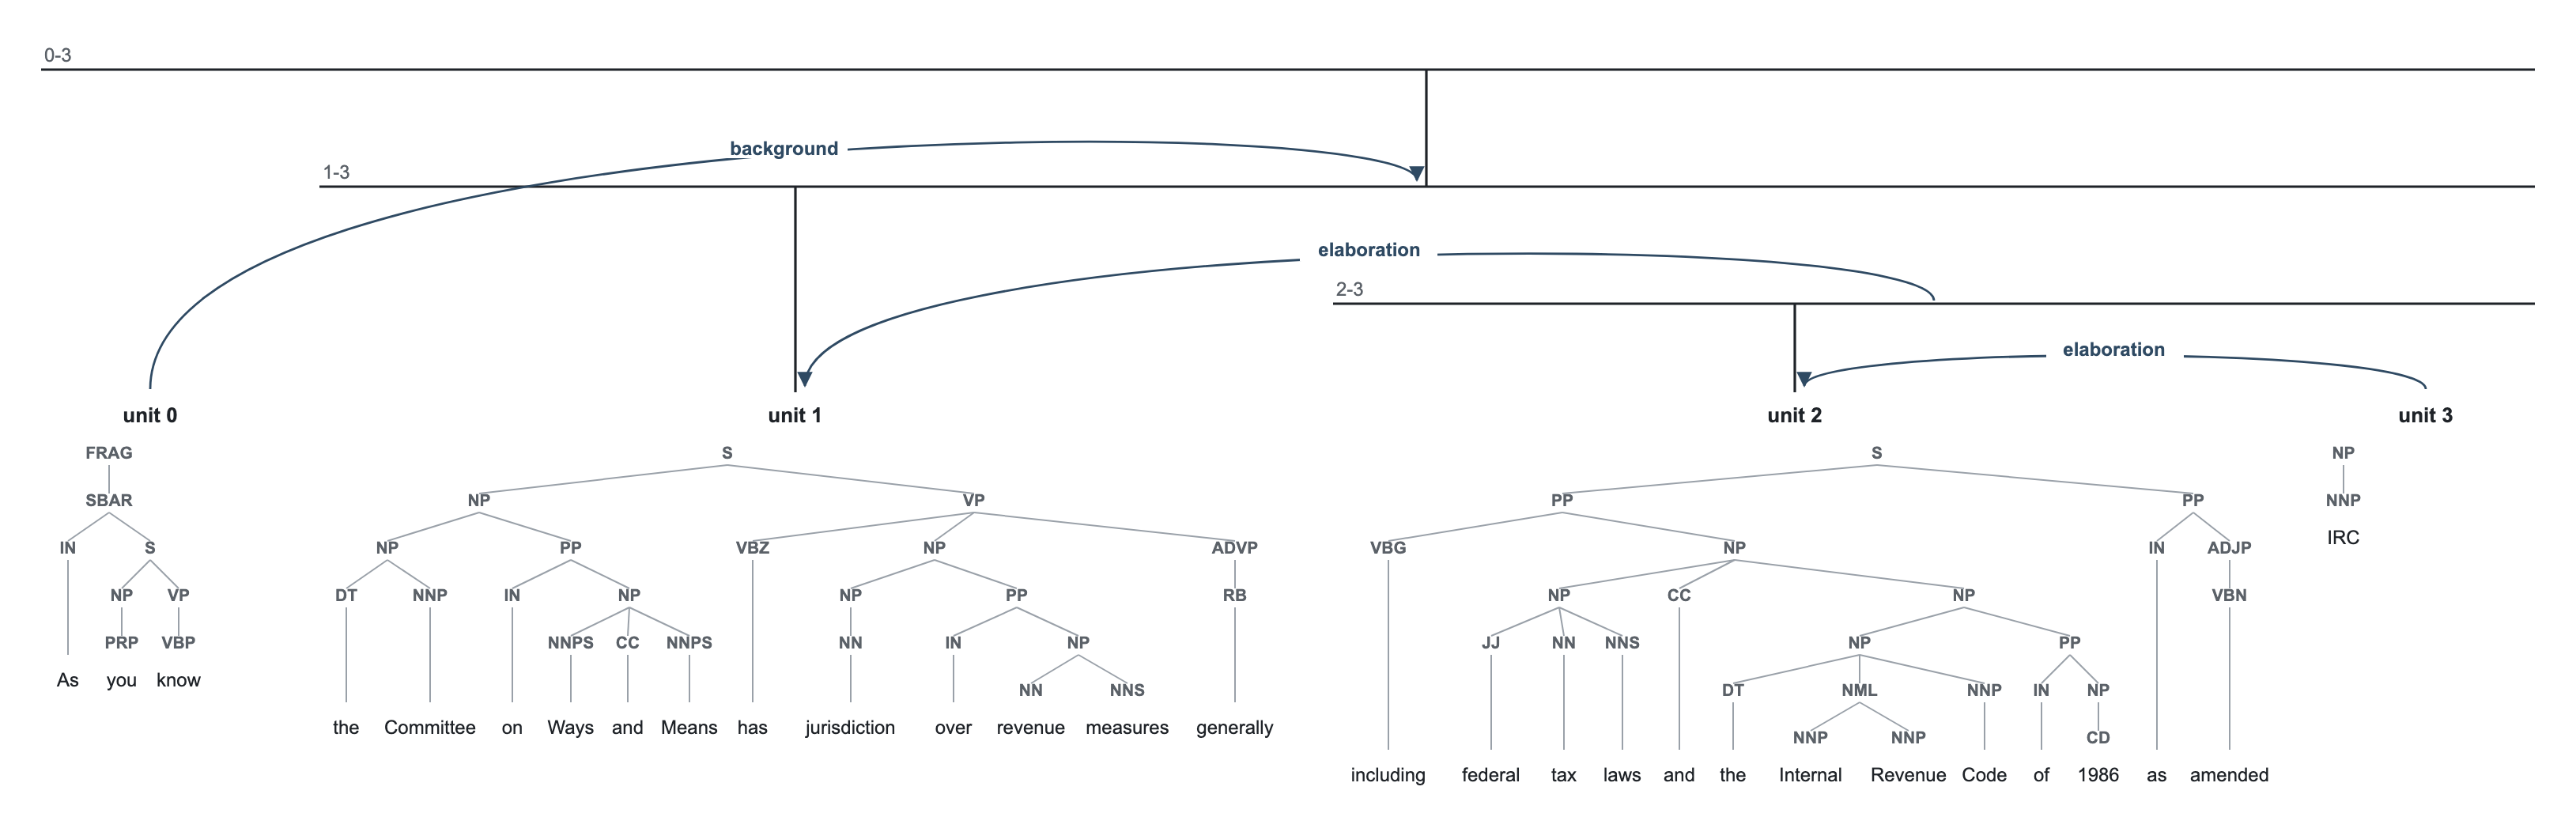 0-3
background
1-3
elaboration
2-3
elaboration
unit 0 unit 1 unit 2 unit 3
FRAG S S NP
SBAR NP VP PP PP NNP
IRC
IN S NP PP VBZ NP ADVP VBG NP IN ADJP
NP VP DT NNP IN NP NP PP RB NP CC NP VBN
PRP VBP NNPS CC NNPS NN IN NP JJ NN NNS NP PP
As you know
NN NNS DT NML NNP IN NP
the Committee on Ways and Means has jurisdiction over revenue measures generally
NNP NNP CD
including federal tax laws and the Internal Revenue Code of 1986 as amended